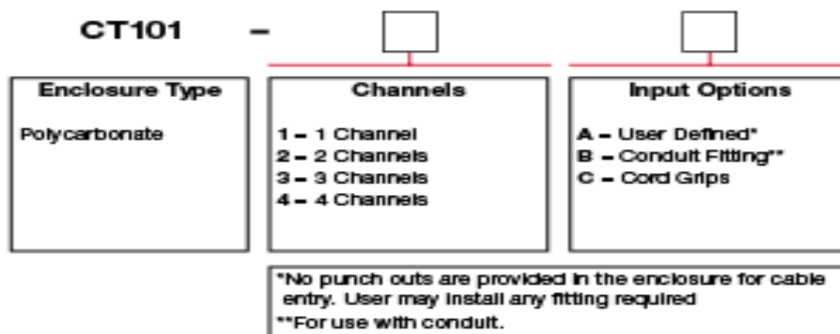 CT101 -
Enclosure Type
Polycarbonate
Channels
1 – 1 Channel
2 – 2 Channels
3 – 3 Channels
4 – 4 Channels
Input Options
A – User Defined*
B – Conduit Fitting**
C – Cord Grips
*No punch outs are provided in the enclosure for cable
entry. User may install any fitting required
**For use with conduit.